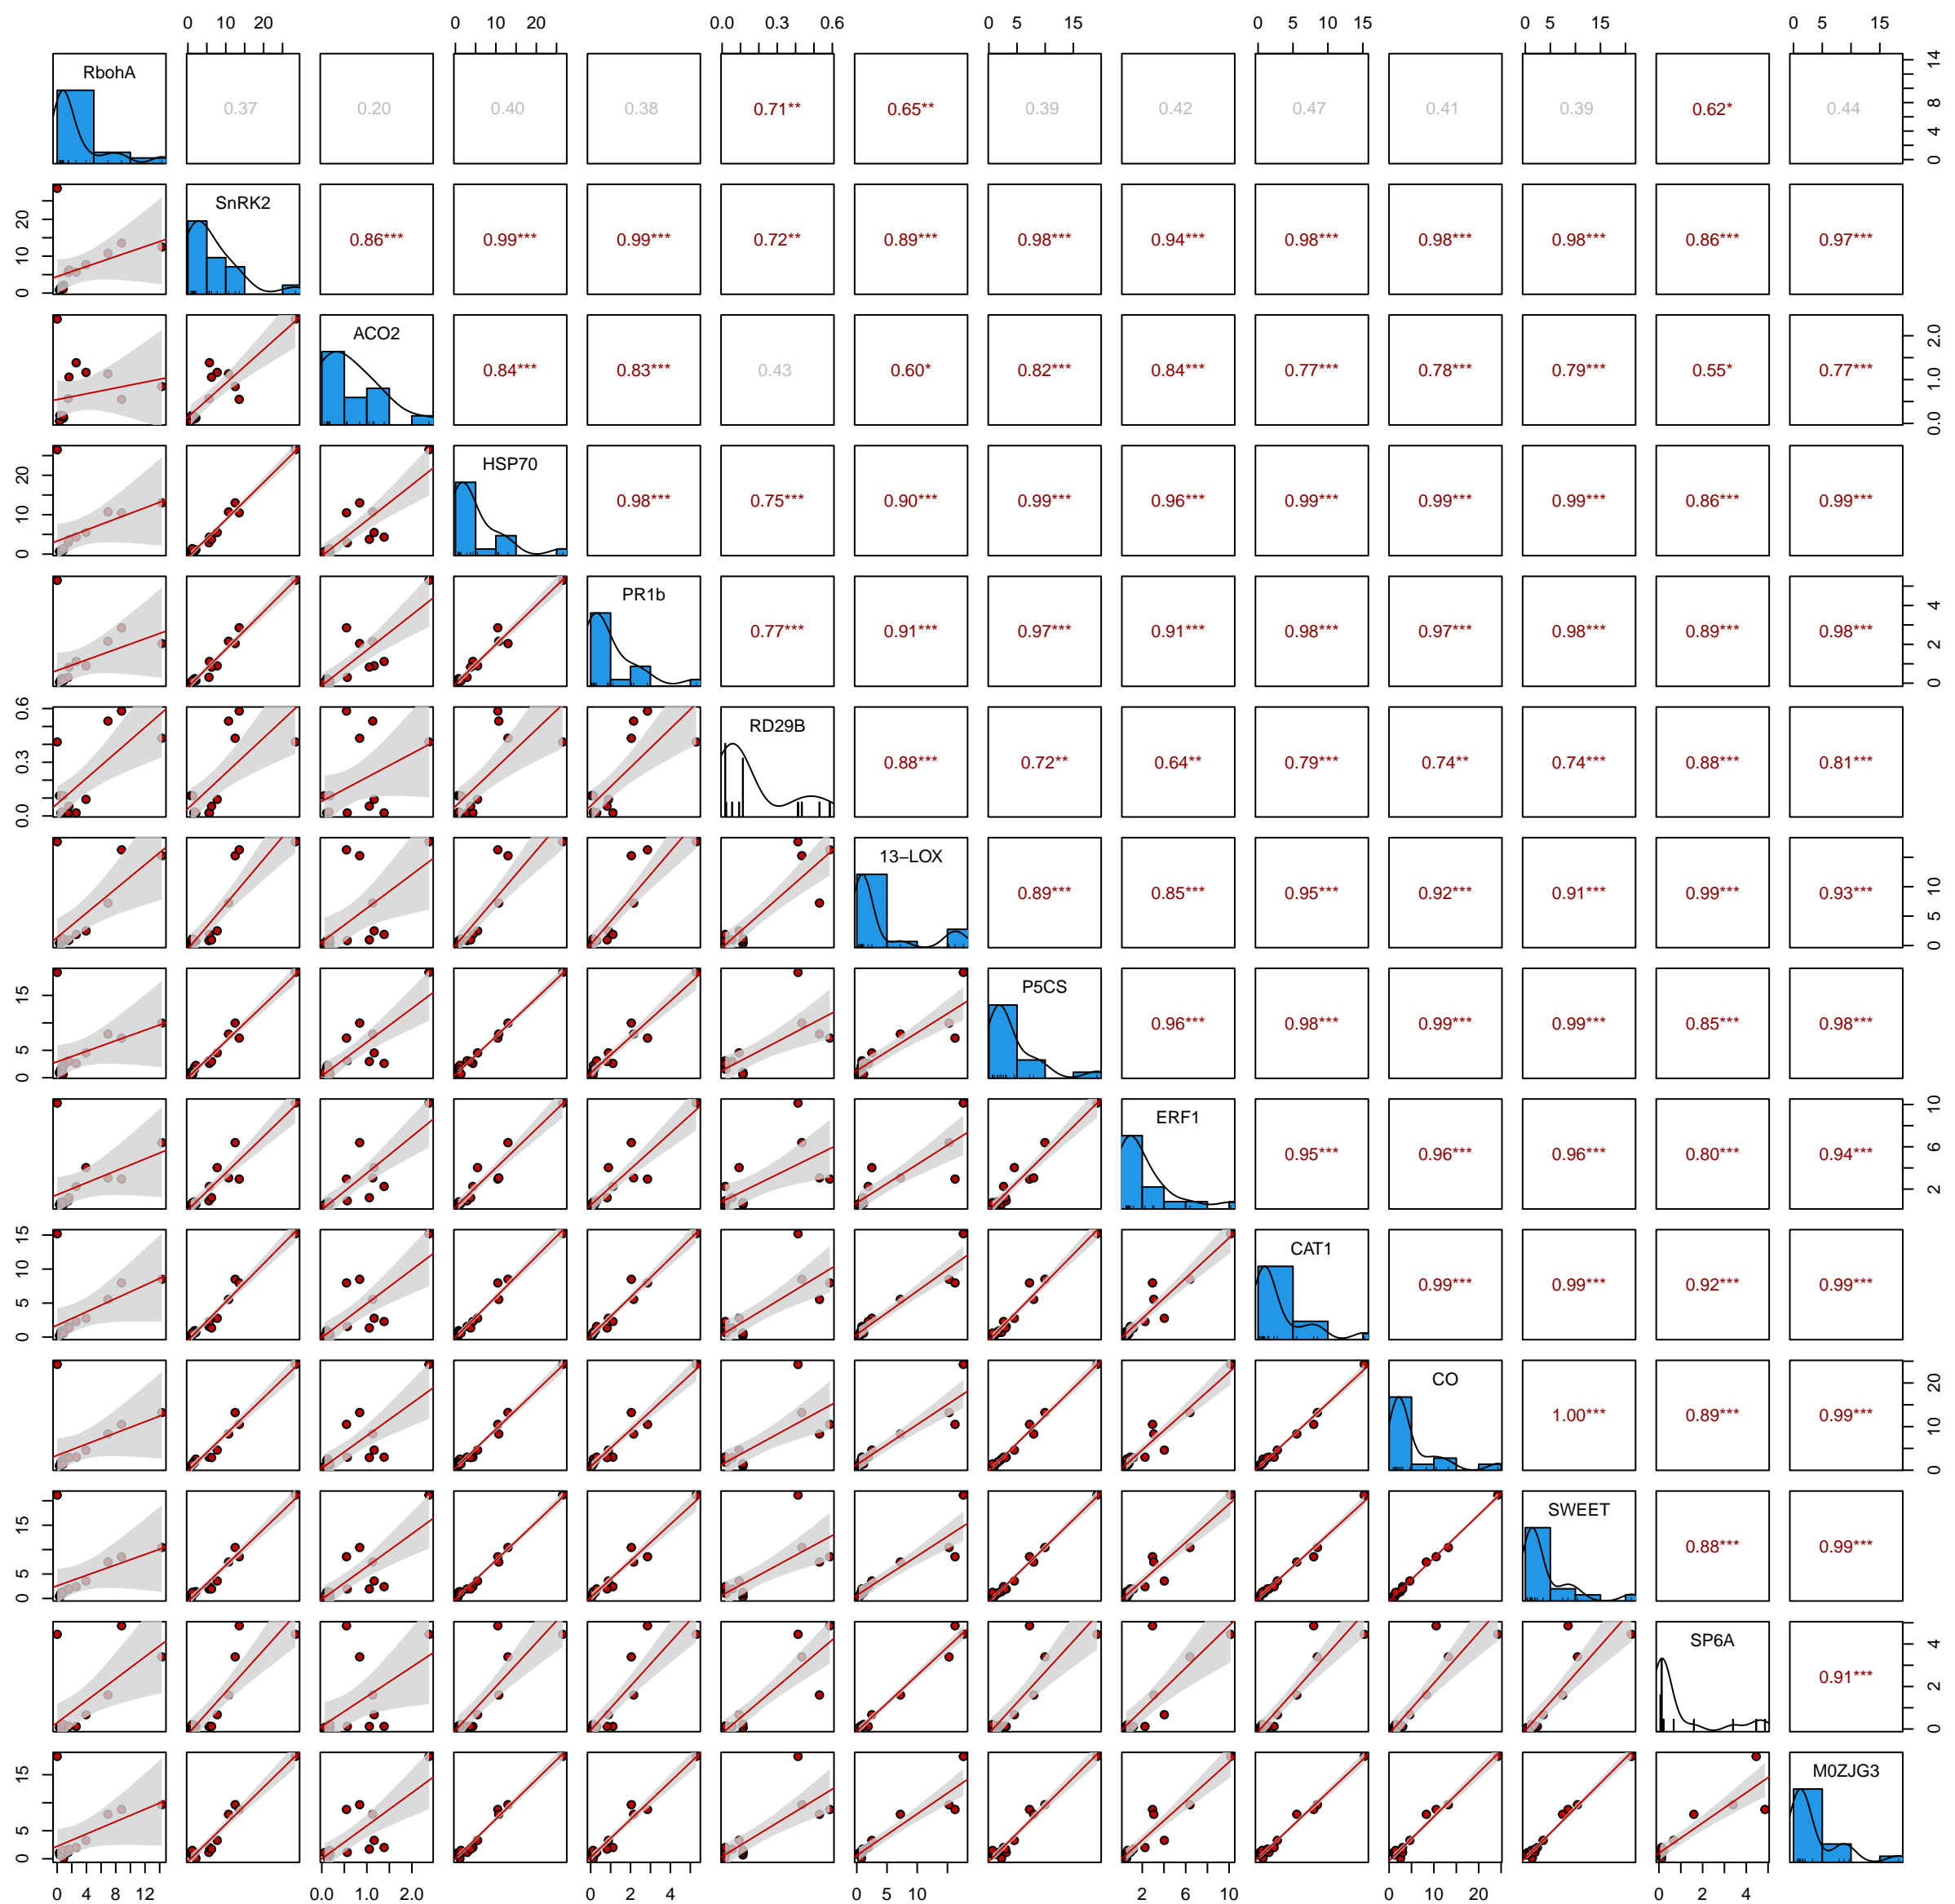 0 10 20 0 10 20 0.0 0.3 0.6 0 5 15 0 5 10 15 0 5 15 0 5 15
RbohA 0.37 0.20 0.40 0.38 0.71** 0.65** 0.39 0.42 0.47 0.41 0.39 0.62* 0.44 0 4 8 14
0 10 20 SnRK2 0.86*** 0.99*** 0.99*** 0.72** 0.89*** 0.98*** 0.94*** 0.98*** 0.98*** 0.98*** 0.86*** 0.97***
ACO2 0.84*** 0.83*** 0.43 0.60* 0.82*** 0.84*** 0.77*** 0.78*** 0.79*** 0.55* 0.77*** 0.0 1.0 2.0
0 10 20 HSP70 0.98*** 0.75*** 0.90*** 0.99*** 0.96*** 0.99*** 0.99*** 0.99*** 0.86*** 0.99***
PR1b 0.77*** 0.91*** 0.97*** 0.91*** 0.98*** 0.97*** 0.98*** 0.89*** 0.98*** 0 2 4
0.0 0.3 0.6 RD29B 0.88*** 0.72** 0.64** 0.79*** 0.74** 0.74*** 0.88*** 0.81***
13−LOX 0.89*** 0.85*** 0.95*** 0.92*** 0.91*** 0.99*** 0.93*** 0 5 10
0 5 15 P5CS 0.96*** 0.98*** 0.99*** 0.99*** 0.85*** 0.98***
ERF1 0.95*** 0.96*** 0.96*** 0.80*** 0.94*** 2 6 10
0 5 10 15 CAT1 0.99*** 0.99*** 0.92*** 0.99***
CO 1.00*** 0.89*** 0.99*** 0 10 20
0 5 15 SWEET 0.88*** 0.99***
SP6A 0.91*** 0 2 4
0 5 15 M0ZJG3
0 4 8 12 0.0 1.0 2.0 0 2 4 0 5 10 2 6 10 0 10 20 0 2 4